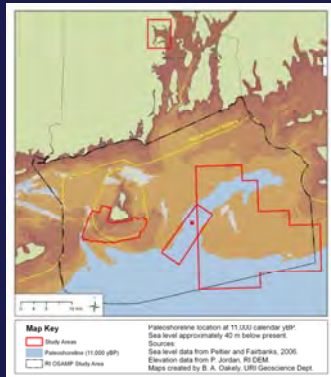 Map Key
Study Areas
Paleoshoreline (11,000 yBP)
RI OSAMP Study Area
Paleoshoreline location at 11,000 calendar yBP.
Sea level approximately 40 m below present.
Sources:
Sea level data from Peltier and Fairbanks, 2006.
Elevation data from P. Jordan, RI DEM.
Maps created by B. A. Oakely, URI Geoscience Dept.